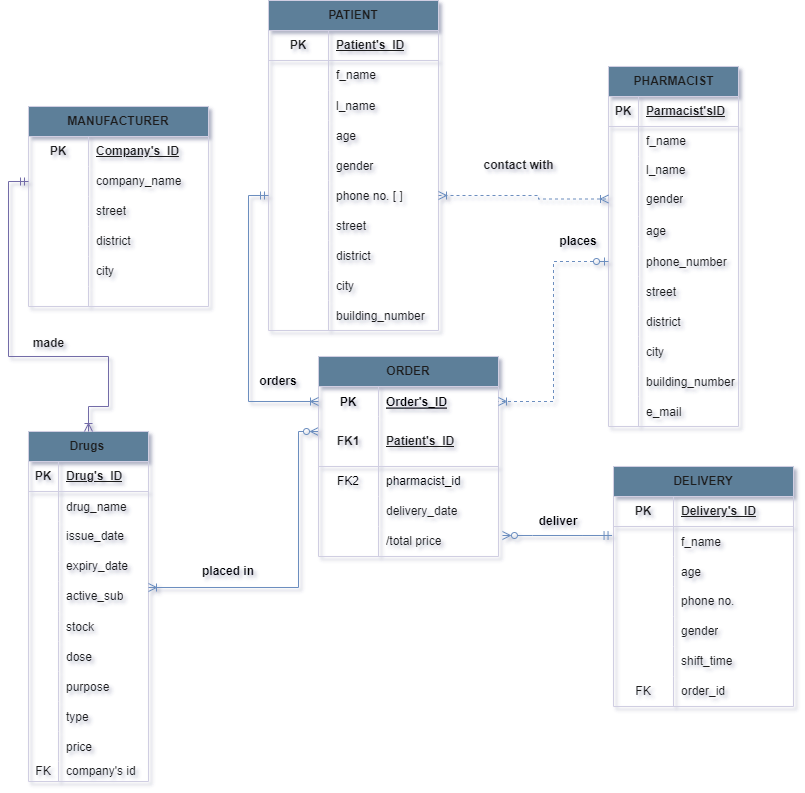 PATIENT
PK Patient's_ID
f_name
l_name
age
gender
phone no. [ ]
street
district
city
building_number
PHARMACIST
PK Parmacist'sID
f_name
l_name
gender
age
phone_number
street
district
city
building_number
e_mail
MANUFACTURER
PK Company's_ID
company_name
street
district
city
contact with
places
made
orders
ORDER
PK Order's_ID
FK1 Patient's_ID
FK2 pharmacist_id
delivery_date
/total price
Drugs
PK Drug's_ID
drug_name
issue_date
expiry_date
active_sub
stock
dose
purpose
type
price
FK company's id
placed in
deliver
DELIVERY
PK Delivery's_ID
f_name
age
phone no.
gender
shift_time
FK order_id